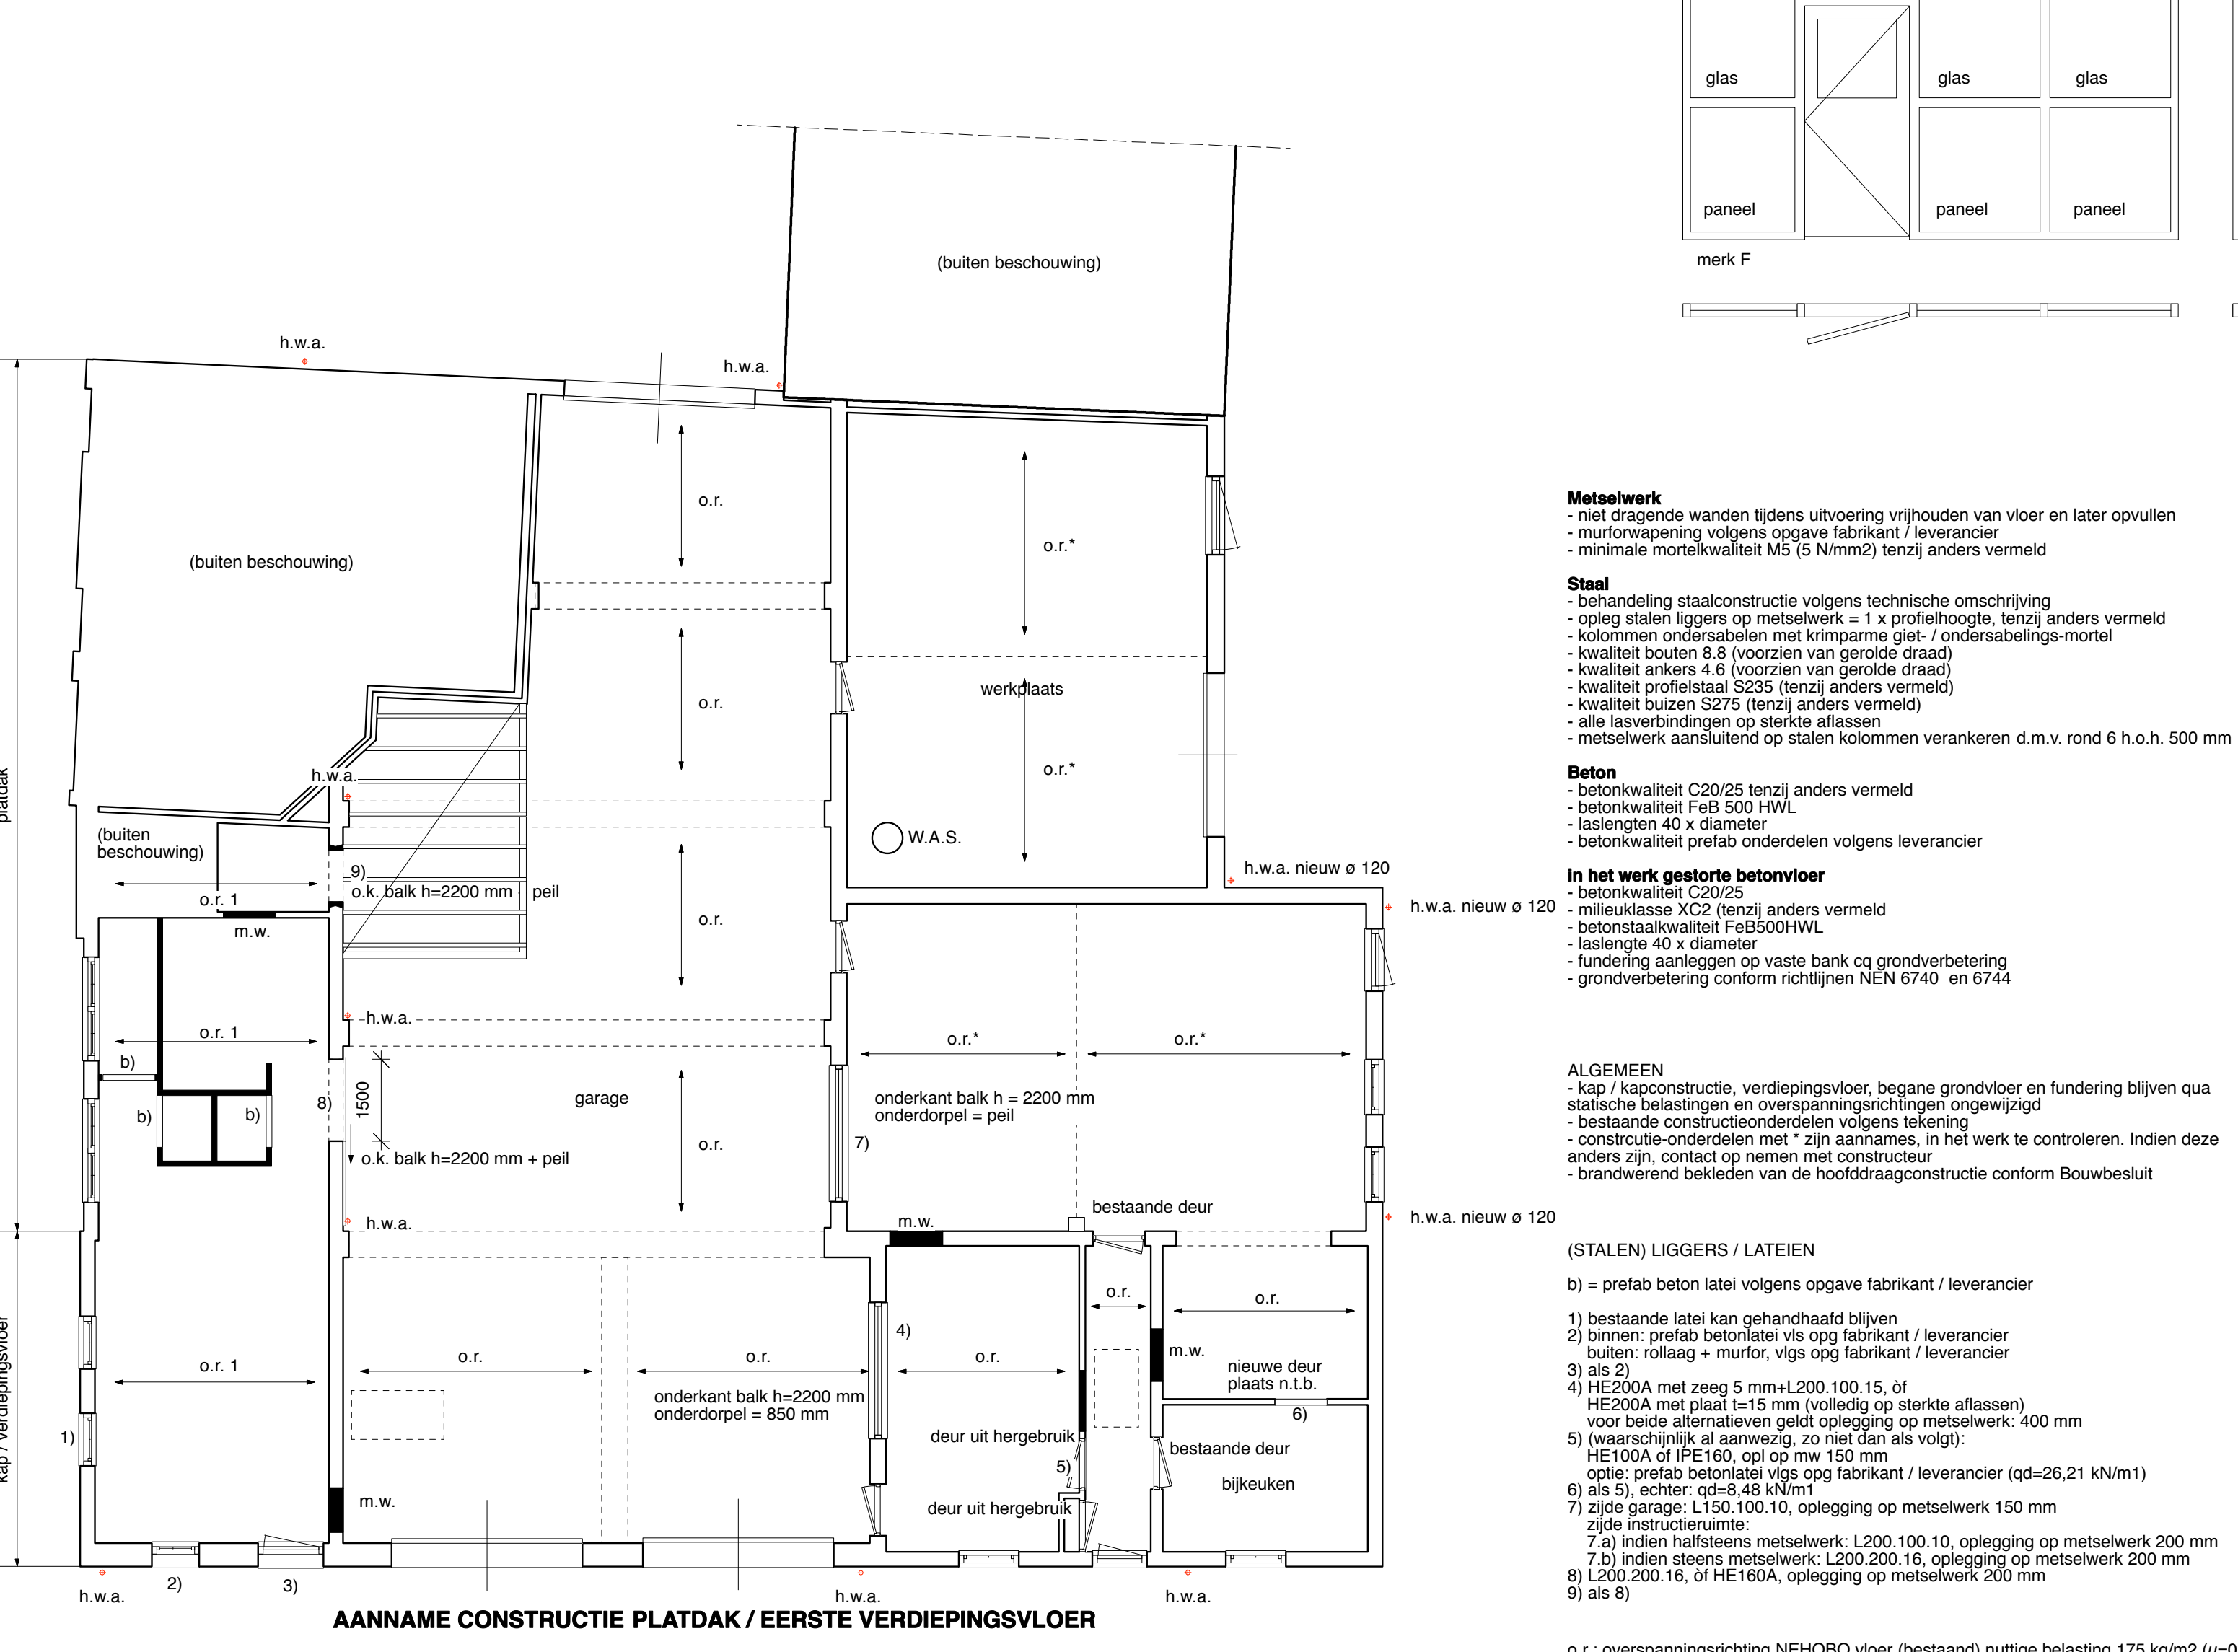 glas
glas
glas
paneel
paneel
paneel
merk F
(buiten beschouwing)
h.w.a.
h.w.a.
o.r.
o.r.*
(buiten beschouwing)
werkplaats
o.r.
platdak
h.w.a.
o.r.*
W.A.S.
(buiten
beschouwing)
9)
o.k. balk h=2200 mm + peil
o.r. 1
m.w.
o.r.
h.w.a. nieuw ø 120
h.w.a. nieuw ø 120
h.w.a.
o.r. 1
b)
b)
b)
8)
1500
garage
o.r.*
o.r.*
onderkant balk h = 2200 mm
onderdorpel = peil
o.r.
7)
o.k. balk h=2200 mm + peil
h.w.a.
m.w.
bestaande deur
h.w.a. nieuw ø 120
kap / verdiepingsvloer
o.r.
o.r.
4)
o.r. 1
o.r.
o.r.
o.r.
m.w.
nieuwe deur
plaats n.t.b.
onderkant balk h=2200 mm
onderdorpel = 850 mm
6)
1)
deur uit hergebruik
bestaande deur
5)
bijkeuken
m.w.
deur uit hergebruik
2)
3)
h.w.a.
h.w.a.
h.w.a.
AANNAME CONSTRUCTIE PLATDAK / EERSTE VERDIEPINGSVLOER
Metselwerk
- niet dragende wanden tijdens uitvoering vrijhouden van vloer en later opvullen
- murforwapening volgens opgave fabrikant / leverancier
- minimale mortelkwaliteit M5 (5 N/mm2) tenzij anders vermeld
Staal
- behandeling staalconstructie volgens technische omschrijving
- opleg stalen liggers op metselwerk = 1 x profielhoogte, tenzij anders vermeld
- kolommen ondersabelen met krimparme giet- / ondersabelings-mortel
- kwaliteit bouten 8.8 (voorzien van gerolde draad)
- kwaliteit ankers 4.6 (voorzien van gerolde draad)
- kwaliteit profielstaal S235 (tenzij anders vermeld)
- kwaliteit buizen S275 (tenzij anders vermeld)
- alle lasverbindingen op sterkte aflassen
- metselwerk aansluitend op stalen kolommen verankeren d.m.v. rond 6 h.o.h. 500 mm
Beton
- betonkwaliteit C20/25 tenzij anders vermeld
- betonkwaliteit FeB 500 HWL
- laslengten 40 x diameter
- betonkwaliteit prefab onderdelen volgens leverancier
in het werk gestorte betonvloer
- betonkwaliteit C20/25
- milieuklasse XC2 (tenzij anders vermeld
- betonstaalkwaliteit FeB500HWL
- laslengte 40 x diameter
- fundering aanleggen op vaste bank cq grondverbetering
- grondverbetering conform richtlijnen NEN 6740 en 6744
ALGEMEEN
- kap / kapconstructie, verdiepingsvloer, begane grondvloer en fundering blijven qua
statische belastingen en overspanningsrichtingen ongewijzigd
- bestaande constructieonderdelen volgens tekening
- constrcutie-onderdelen met * zijn aannames, in het werk te controleren. Indien deze
anders zijn, contact op nemen met constructeur
- brandwerend bekleden van de hoofddraagconstructie conform Bouwbesluit
(STALEN) LIGGERS / LATEIEN
b) = prefab beton latei volgens opgave fabrikant / leverancier
1) bestaande latei kan gehandhaafd blijven
2) binnen: prefab betonlatei vls opg fabrikant / leverancier
buiten: rollaag + murfor, vlgs opg fabrikant / leverancier
3) als 2)
4) HE200A met zeeg 5 mm+L200.100.15, òf
HE200A met plaat t=15 mm (volledig op sterkte aflassen)
voor beide alternatieven geldt oplegging op metselwerk: 400 mm
5) (waarschijnlijk al aanwezig, zo niet dan als volgt):
HE100A of IPE160, opl op mw 150 mm
optie: prefab betonlatei vlgs opg fabrikant / leverancier (qd=26,21 kN/m1)
6) als 5), echter: qd=8,48 kN/m1
7) zijde garage: L150.100.10, oplegging op metselwerk 150 mm
zijde instructieruimte:
7.a) indien halfsteens metselwerk: L200.100.10, oplegging op metselwerk 200 mm
7.b) indien steens metselwerk: L200.200.16, oplegging op metselwerk 200 mm
8) L200.200.16, òf HE160A, oplegging op metselwerk 200 mm
9) als 8)
o.r.: overspanningsrichting NEHOBO vloer (bestaand) nuttige belasting 175 kg/m2